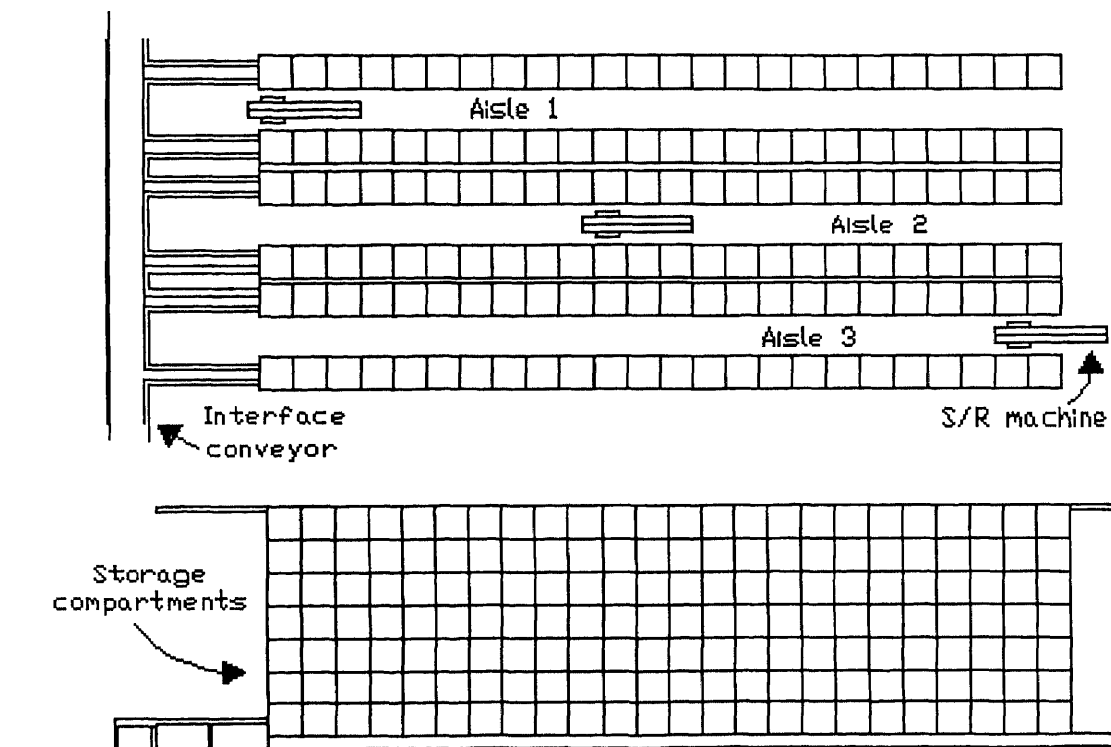 Aisle 1
Aisle 2
Aisle 3
Interface
conveyor
S/R machine
Storage
compartments